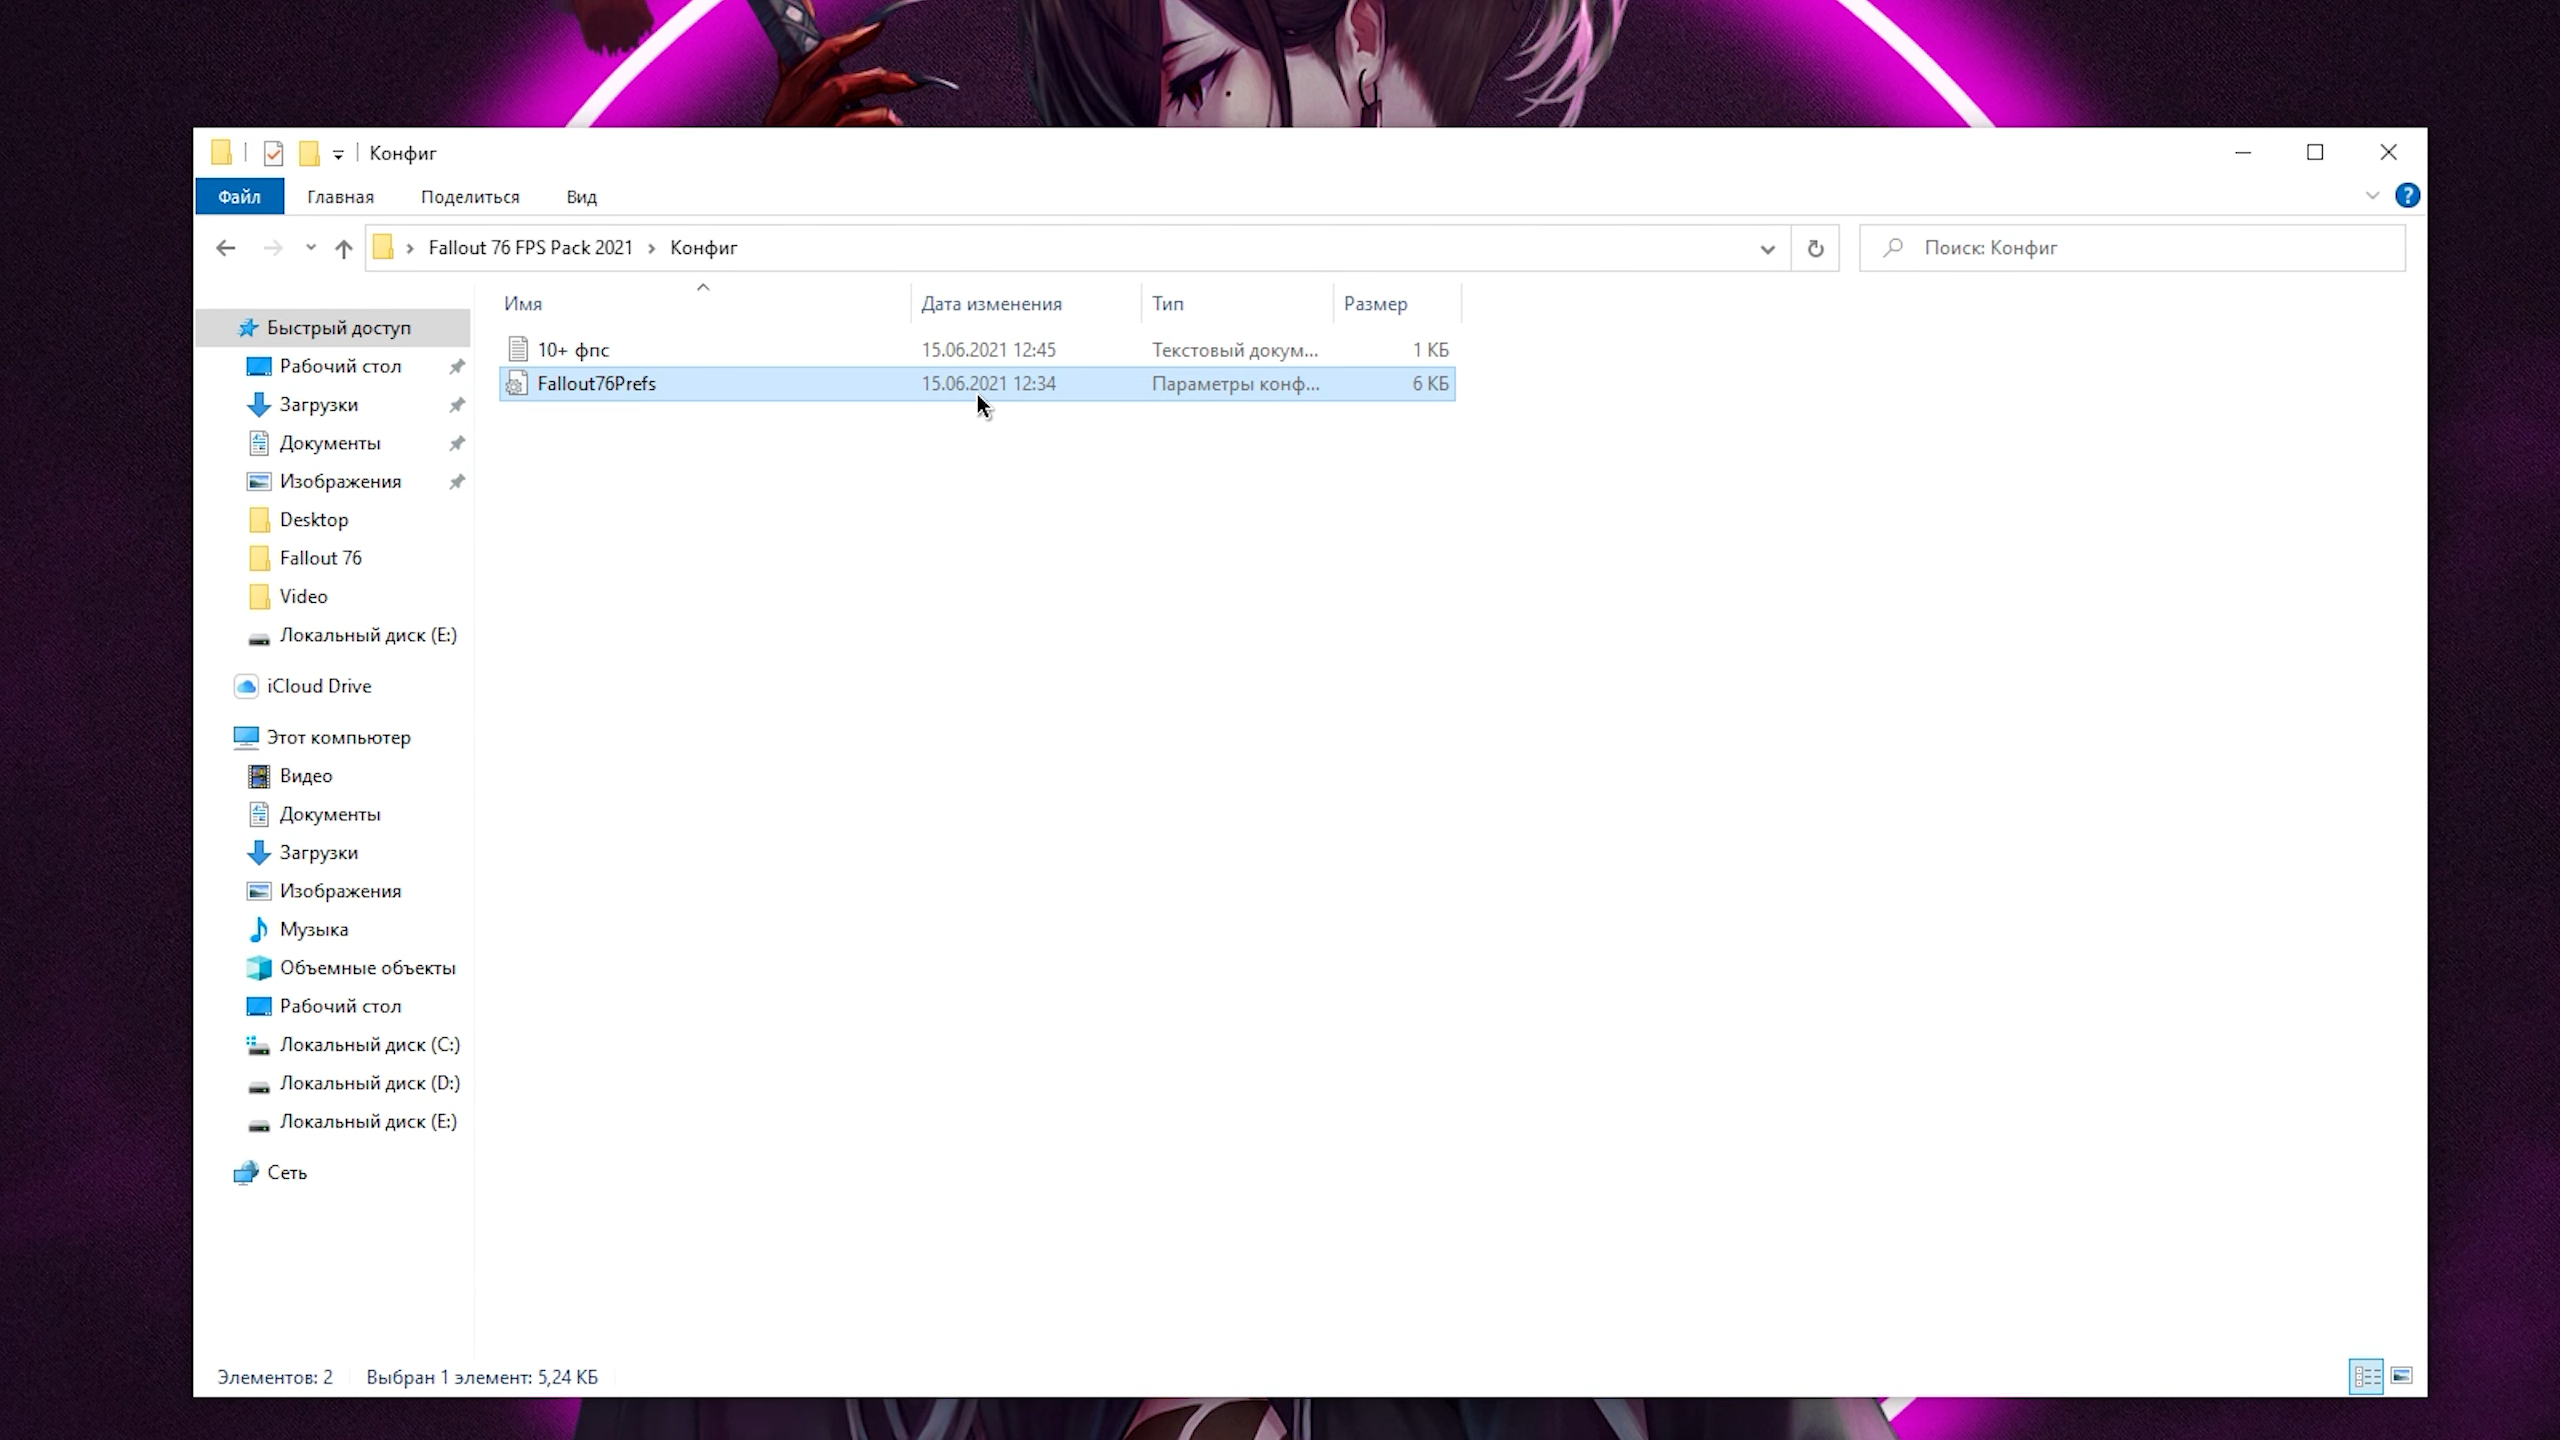 Конфиг
Файл Главная Поделиться Вид
Fallout 76 FPS Pack 2021 Конфиг
Поиск: Конфиг
Имя Дата изменения Тип Размер
10+ фпс 15.06.2021 12:45 Текстовый докум... 1 КБ
Fallout76Prefs 15.06.2021 12:34 Параметры конф... 6 КБ
Быстрый доступ
Рабочий стол
Загрузки
Документы
Изображения
Desktop
Fallout 76
Video
Локальный диск (E:)
iCloud Drive
Этот компьютер
Видео
Документы
Загрузки
Изображения
Музыка
Объемные объекты
Рабочий стол
Локальный диск (C:)
Локальный диск (D:)
Локальный диск (E:)
Сеть
Элементов: 2 Выбран 1 элемент: 5,24 КБ